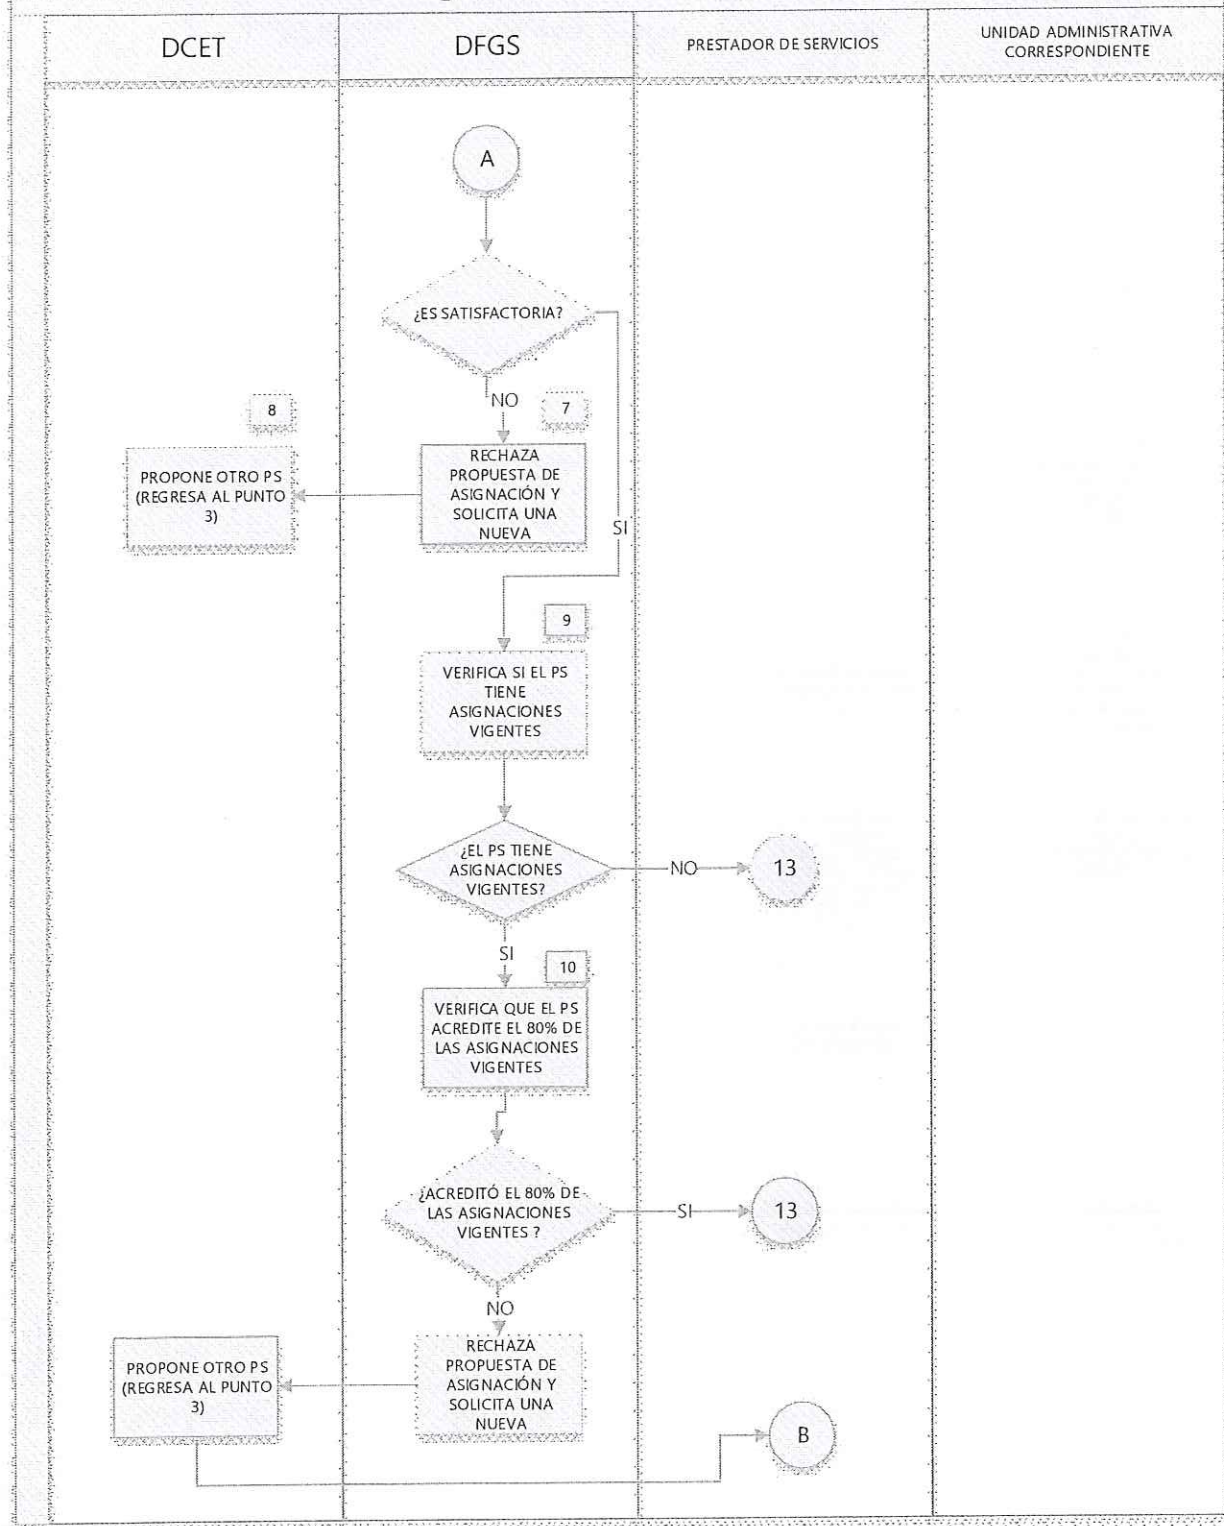 DCET
DFGS
PRESTADOR DE SERVICIOS
UNIDAD ADMINISTRATIVA
CORRESPONDIENTE
A
¿ES SATISFACTORIA?
NO
7
8
RECHAZA
PROPUESTA DE
ASIGNACIÓN Y
SOLICITA UNA
NUEVA
PROPONE OTRO PS
(REGRESA AL PUNTO
3)
SI
9
VERIFICA SI EL PS
TIENE
ASIGNACIONES
VIGENTES
¿EL PS TIENE
ASIGNACIONES
VIGENTES?
NO
13
SI
10
VERIFICA QUE EL PS
ACREDITE EL 80% DE
LAS ASIGNACIONES
VIGENTES
¿ACREDITÓ EL 80% DE
LAS ASIGNACIONES
VIGENTES ?
SI
13
NO
RECHAZA
PROPUESTA DE
ASIGNACIÓN Y
SOLICITA UNA
NUEVA
PROPONE OTRO PS
(REGRESA AL PUNTO
3)
B